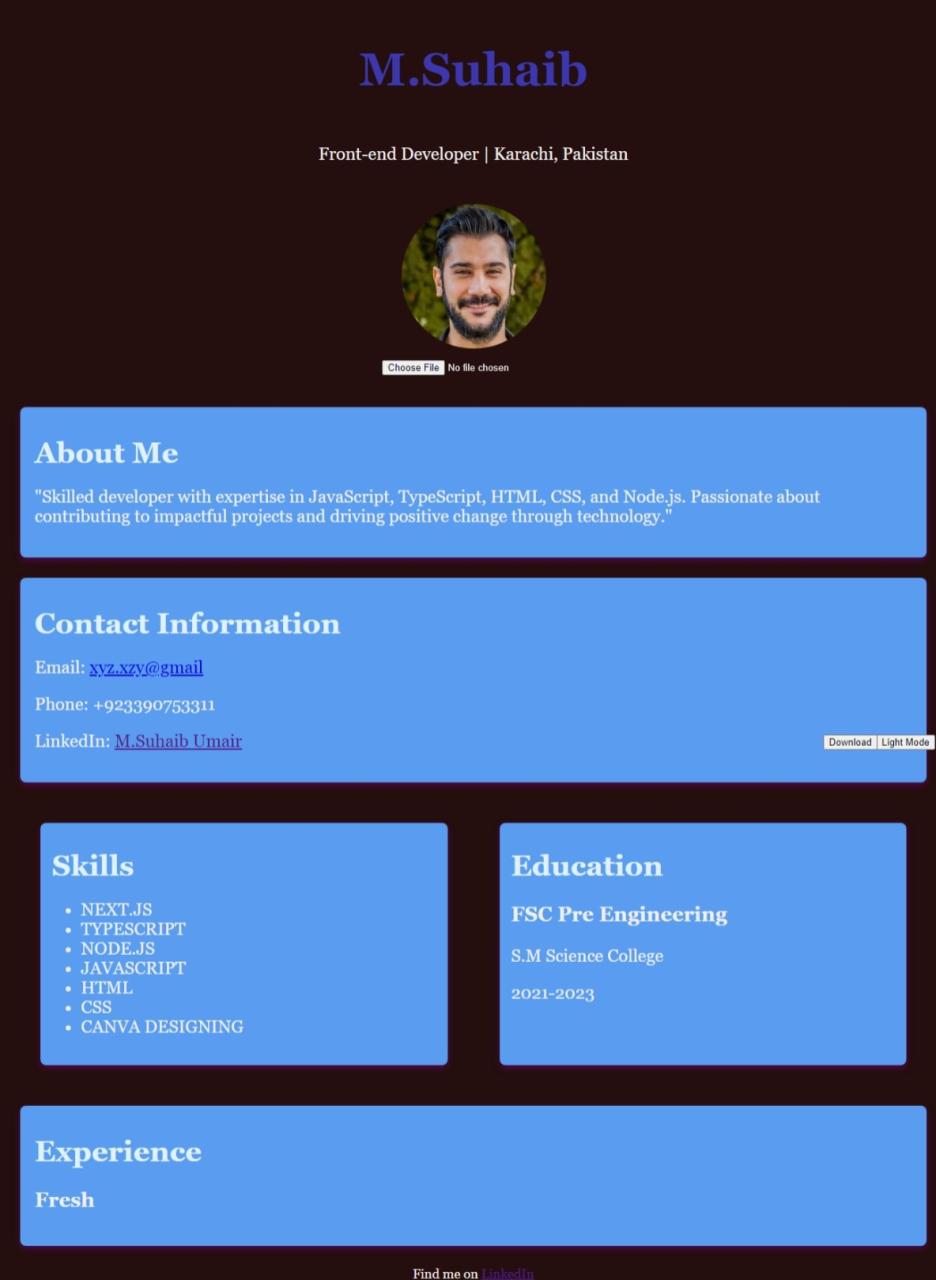 M.Suhaib
Front-end Developer | Karachi, Pakistan
Choose File No file chosen
About Me
"Skilled developer with expertise in JavaScript, TypeScript, HTML, CSS, and Node.js. Passionate about
contributing to impactful projects and driving positive change through technology."
Contact Information
Email: xyz.xzy@gmail
Phone: +923390753311
LinkedIn: M.Suhaib Umair
Download Light Mode
Skills
NEXT.JS
TYPESCRIPT
NODE.JS
JAVASCRIPT
HTML
CSS
CANVA DESIGNING
Education
FSC Pre Engineering
S.M Science College
2021-2023
Experience
Fresh
Find me on LinkedIn